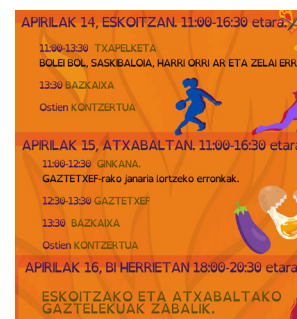 APIRILAK 14, ESKOITZAN. 11:00-16:30 etara.
11:00-13:30 TXAPELKETA
BOLEI BOL, SASKIBALOIA, HARRI ORRI AR ETA ZELAI ERR
13:30 BAZKAIXA
Ostien KONTZERTUA
APIRILAK 15, ATXABALTAN. 11:00-16:30 etara
11:00-12:30 GINKANA.
GAZTETXEF-rako janaria lortzeko erronkak.
12:30-13:30 GAZTETXEF
13:30 BAZKAIXA
Ostien KONTZERTUA
APIRILAK 16, BI HERRIETAN 18:00-20:30 etara
ESKOITZAKO ETA ATXABALTAKO
GAZTELEKUAK ZABALIK.